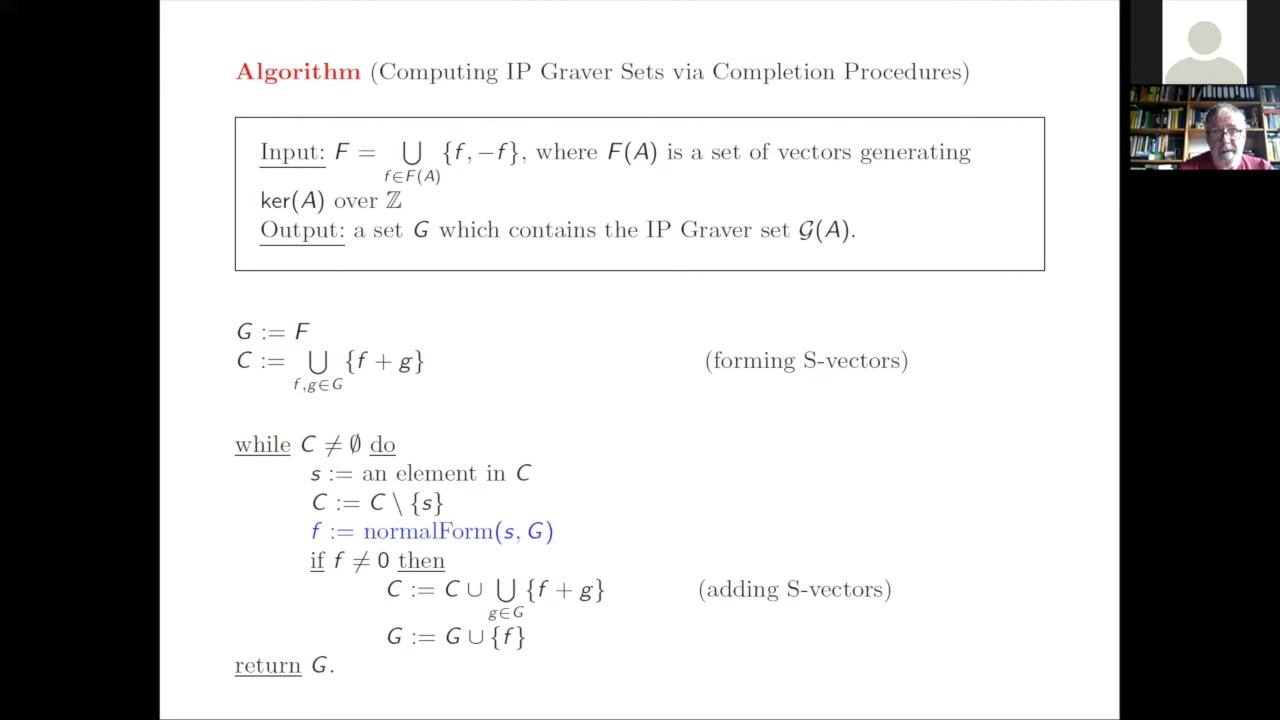 Algorithm (Computing IP Graver Sets via Completion Procedures)
Input: F = ⋃_{f∈F(A)} {f, −f}, where F(A) is a set of vectors generating
ker(A) over ℤ
Output: a set G which contains the IP Graver set 𝒢(A).
G := F
C := ⋃_{f,g∈G} {f + g} (forming S-vectors)
while C ≠ ∅ do
s := an element in C
C := C \ {s}
f := normalForm(s, G)
if f ≠ 0 then
C := C ∪ ⋃_{g∈G} {f + g} (adding S-vectors)
G := G ∪ {f}
return G.